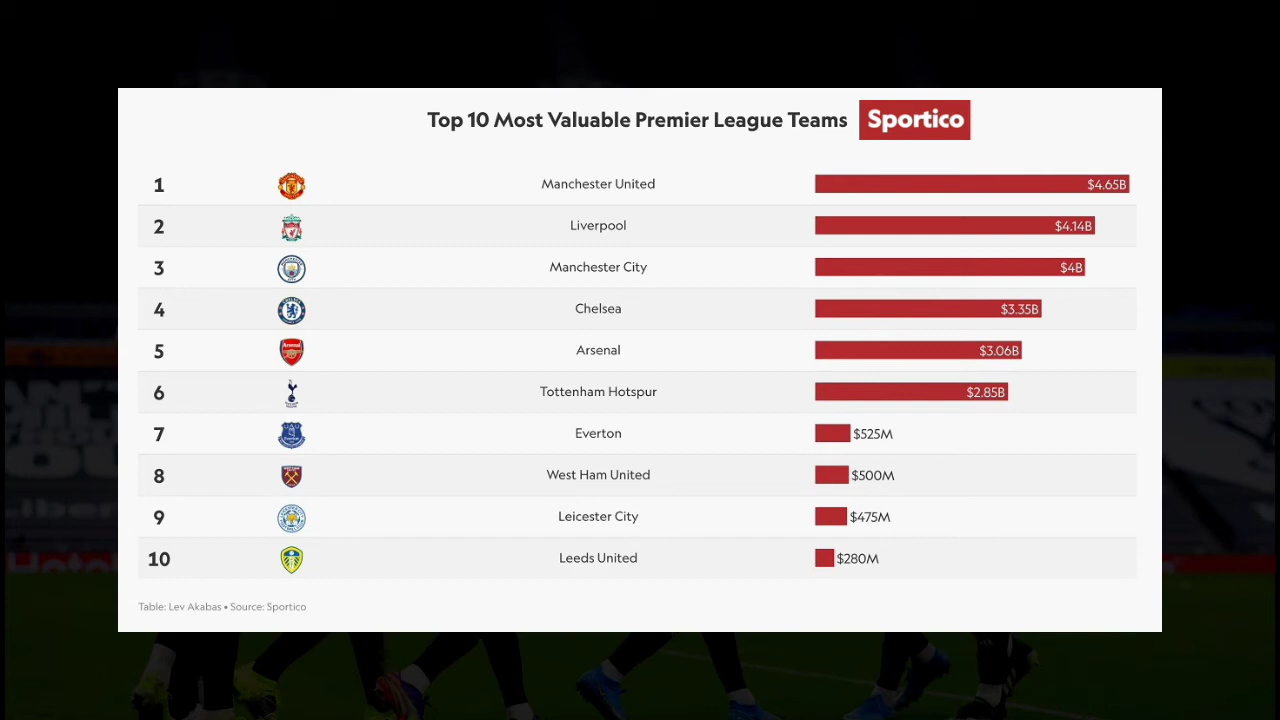 Top 10 Most Valuable Premier League Teams Sportico
1 Manchester United $4.65B
2 Liverpool $4.14B
3 Manchester City $4B
4 Chelsea $3.35B
5 Arsenal Arsenal $3.06B
6 Tottenham Hotspur $2.85B
7 Everton Everton $525M
8 West Ham United $500M
9 Leicester City $475M
10 Leeds United $280M
Table: Lev Akabas • Source: Sportico